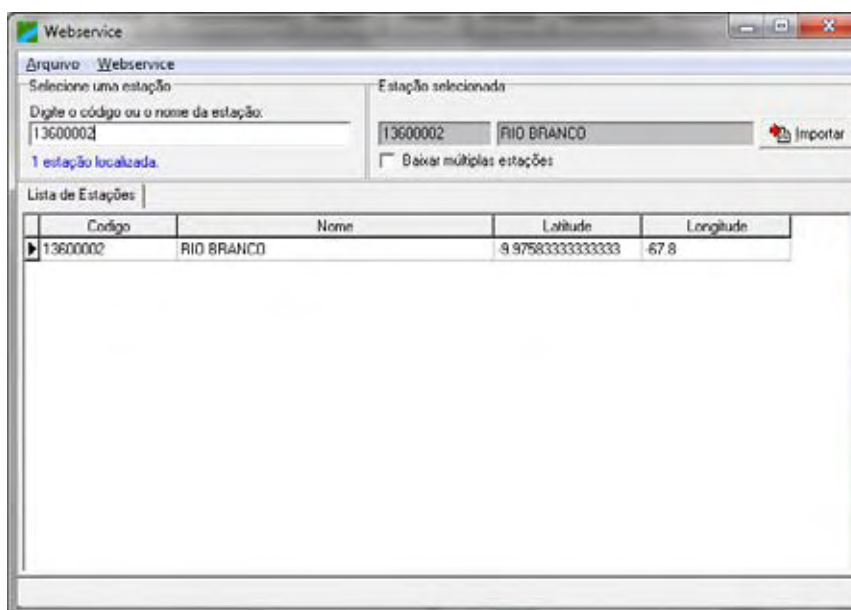 Webservice
Arquivo Webservice
Selecione uma estação
Digite o código ou o nome da estação:
13600002
1 estação localizada.
Estação selecionada
13600002 RIO BRANCO Importar
Baixar múltiplas estações
Lista de Estações
Codigo Nome Latitude Longitude
13600002 RIO BRANCO -9.97583333333333 -67.8